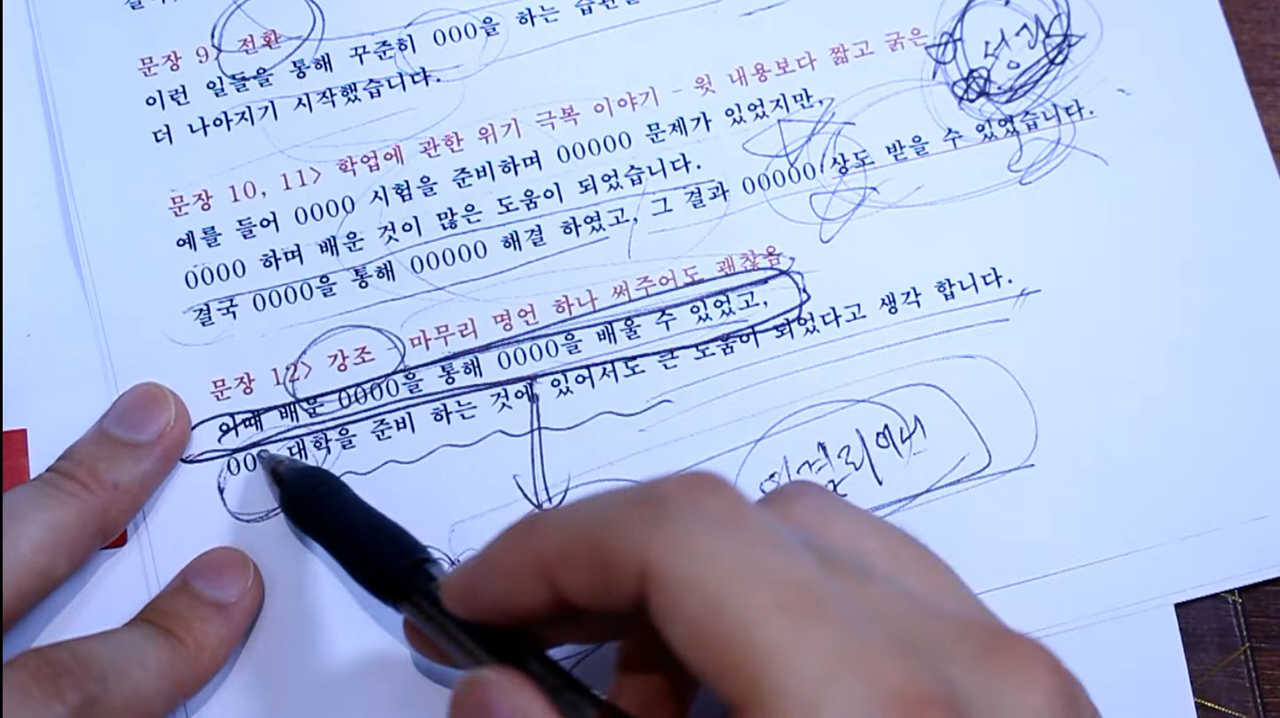 000을 하는
문장 9> 전환
이런 일들을 통해 꾸준히 000을 하는 습관을
더 나아지기 시작했습니다.
문장 10, 11> 학업에 관한 위기 극복 이야기 - 윗 내용보다 짧고 굵은
예를 들어 0000 시험을 준비하며 00000 문제가 있었지만,
0000 하며 배운 것이 많은 도움이 되었습니다.
결국 0000을 통해 00000 해결 하였고, 그 결과 00000 상도 받을 수 있었습니다.
문장 12> 강조 - 마무리 명언 하나 써주어도 괜찮음
이때 배운 0000을 통해 0000을 배울 수 있었고,
000 대학을 준비 하는 것에 있어서도 큰 도움이 되었다고 생각 합니다.